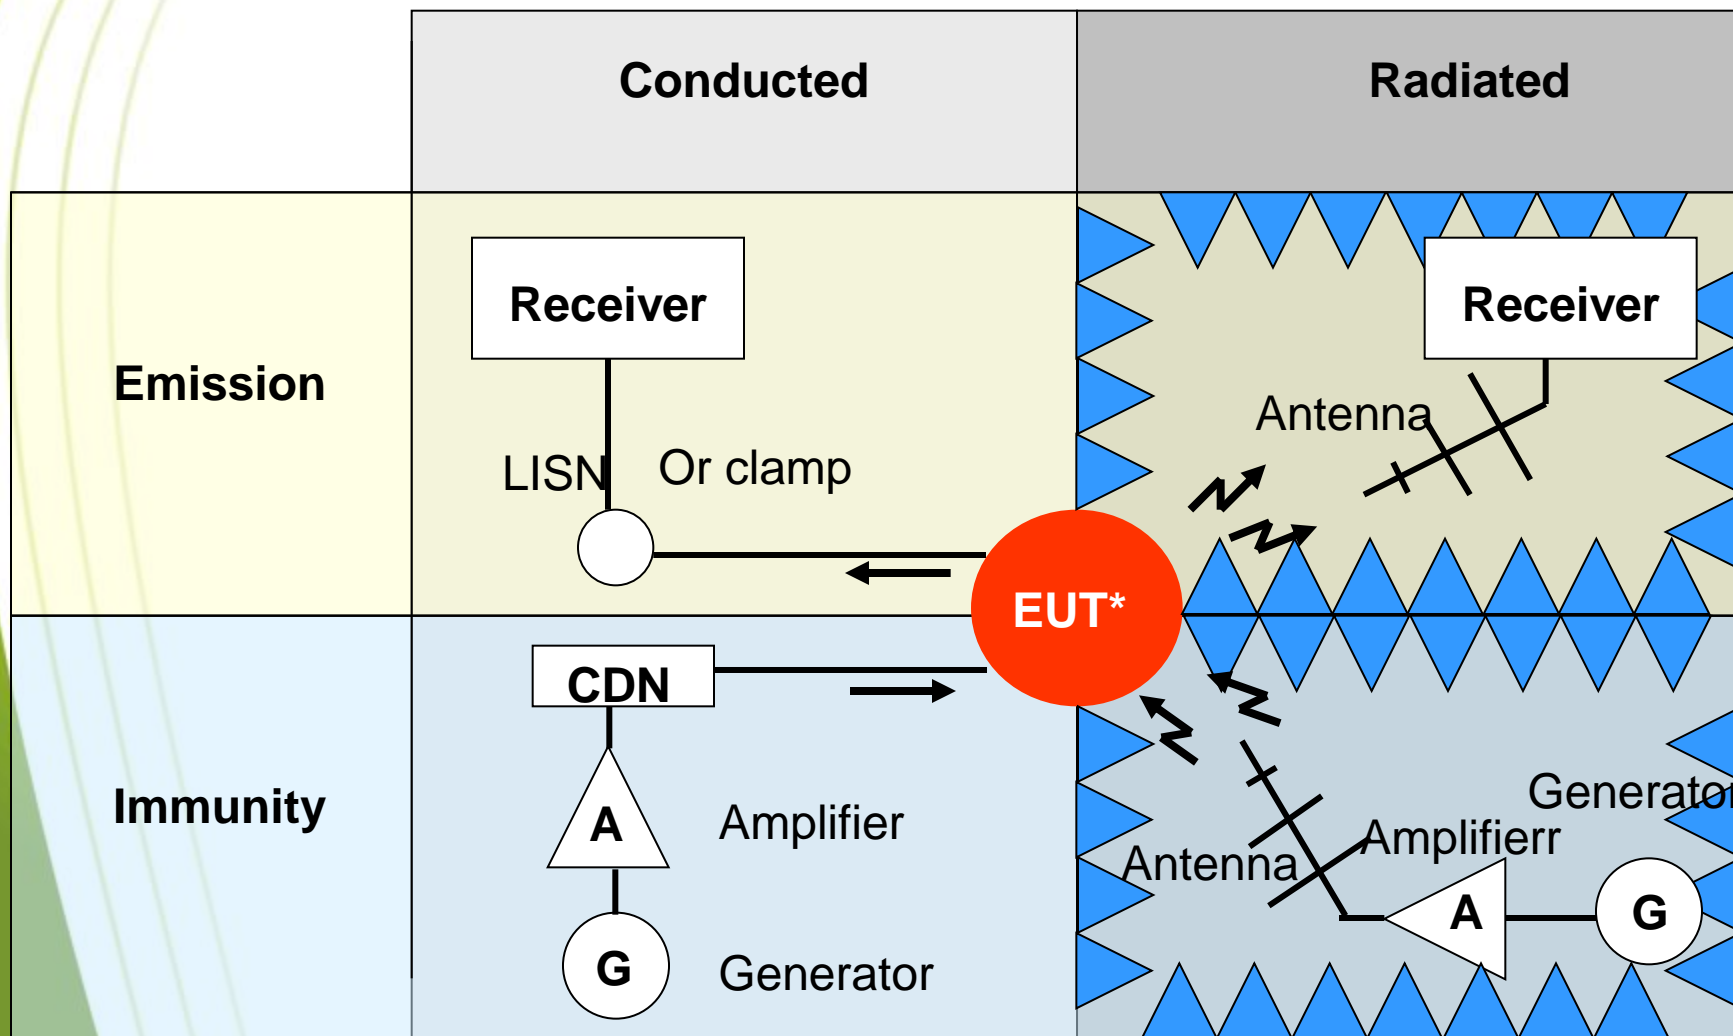 Conducted
Radiated
Emission
Receiver
LISN
Or clamp
Receiver
Antenna
EUT*
Immunity
CDN
A
Amplifier
G
Generator
Generator
Amplifierr
Antenna
A
G